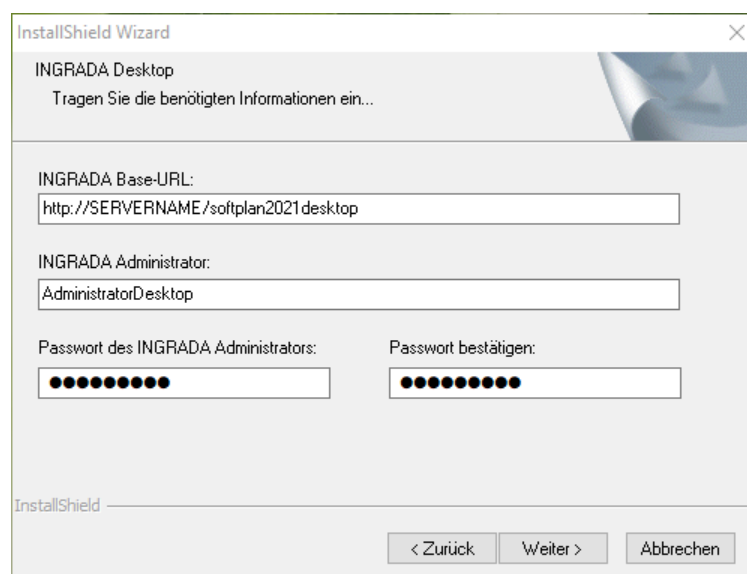 InstallShield Wizard
INGRADA Desktop
Tragen Sie die benötigten Informationen ein...
INGRADA Base-URL:
http://SERVERNAME/softplan2021desktop
INGRADA Administrator:
AdministratorDesktop
Passwort des INGRADA Administrators:
Passwort bestätigen:
●●●●●●●●● ●●●●●●●●●
InstallShield
< Zurück
Weiter >
Abbrechen